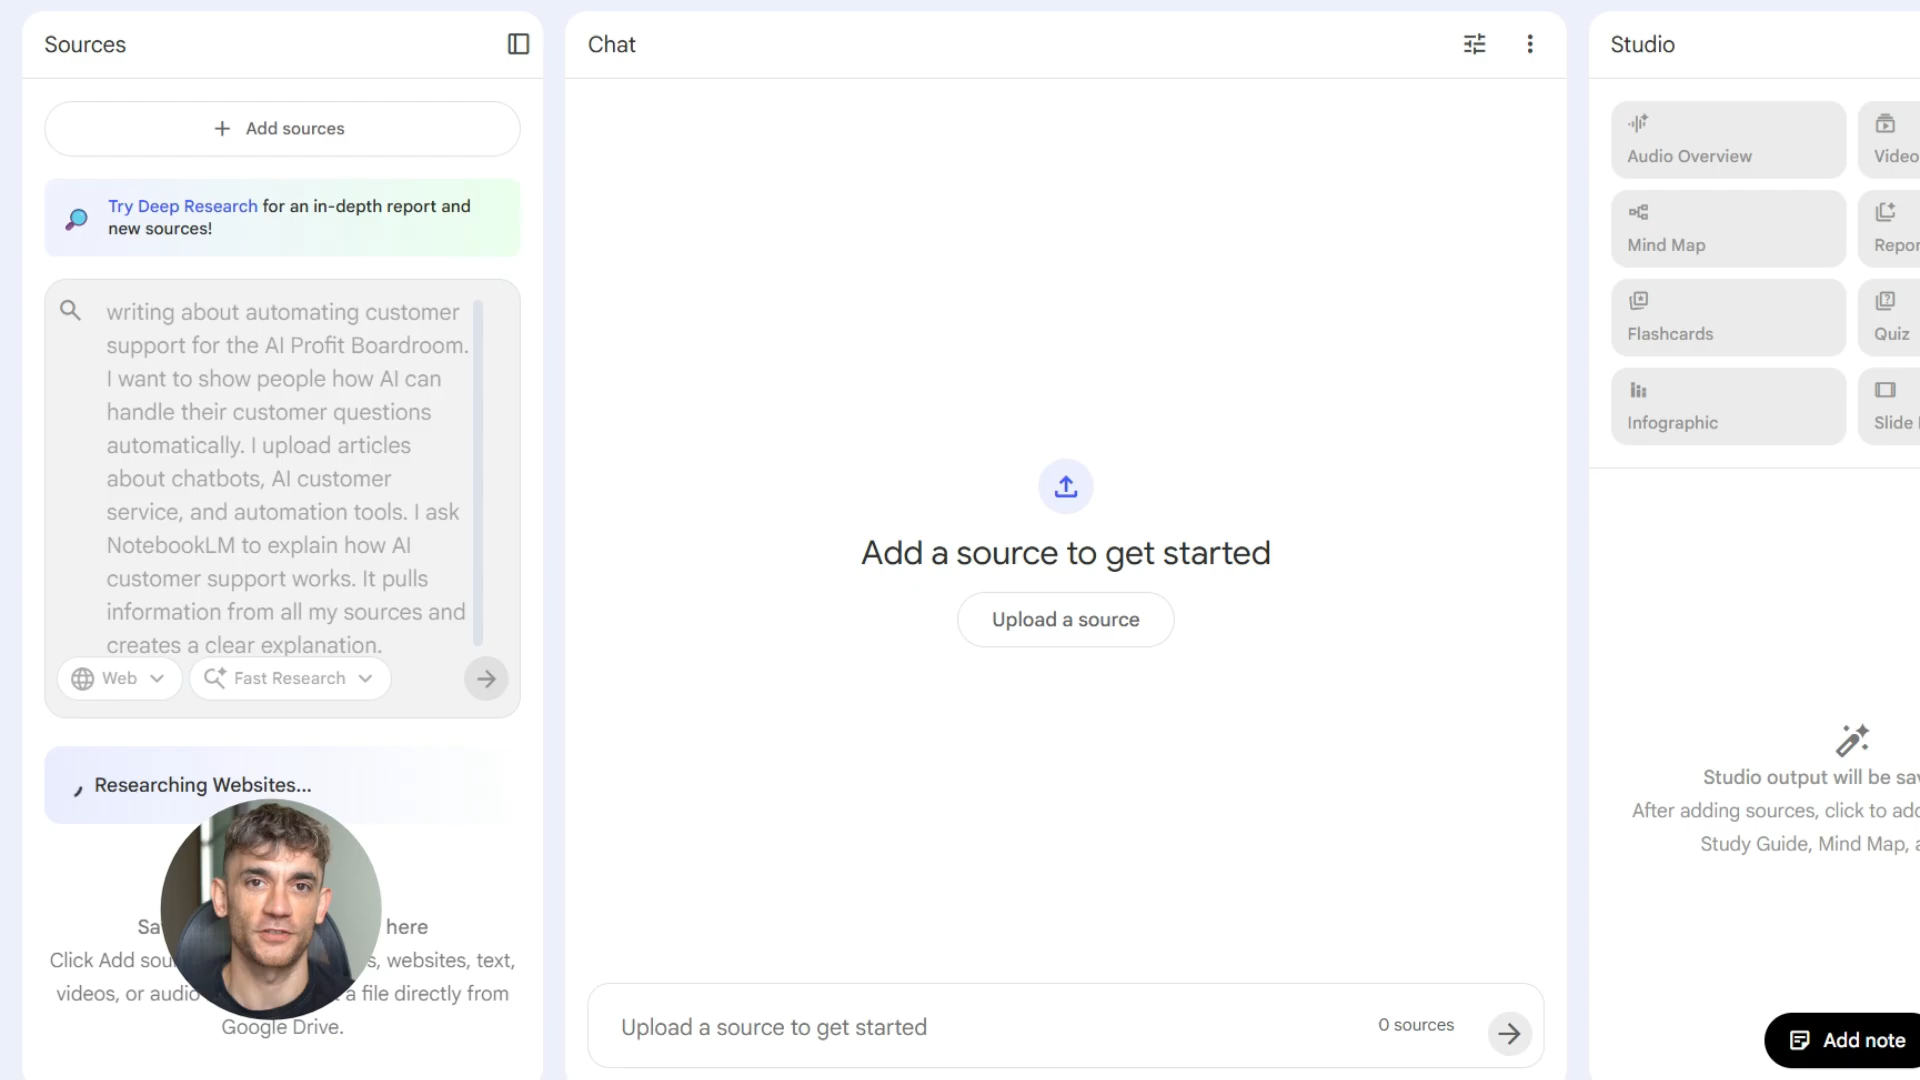 Sources
Add sources
Try Deep Research for an in-depth report and
new sources!
writing about automating customer
support for the AI Profit Boardroom.
I want to show people how AI can
handle their customer questions
automatically. I upload articles
about chatbots, AI customer
service, and automation tools. I ask
NotebookLM to explain how AI
customer support works. It pulls
information from all my sources and
creates a clear explanation.
Web
Fast Research
Researching Websites...
here
Click Add websites, text,
videos, or audio a file directly from
Google Drive.
Chat
Add a source to get started
Upload a source
Upload a source to get started
0 sources
Studio
Audio Overview
Video
Mind Map
Flashcards
Quiz
Infographic
Slide
Studio output will be
After adding sources, click to
Study Guide, Mind Map,
Add note